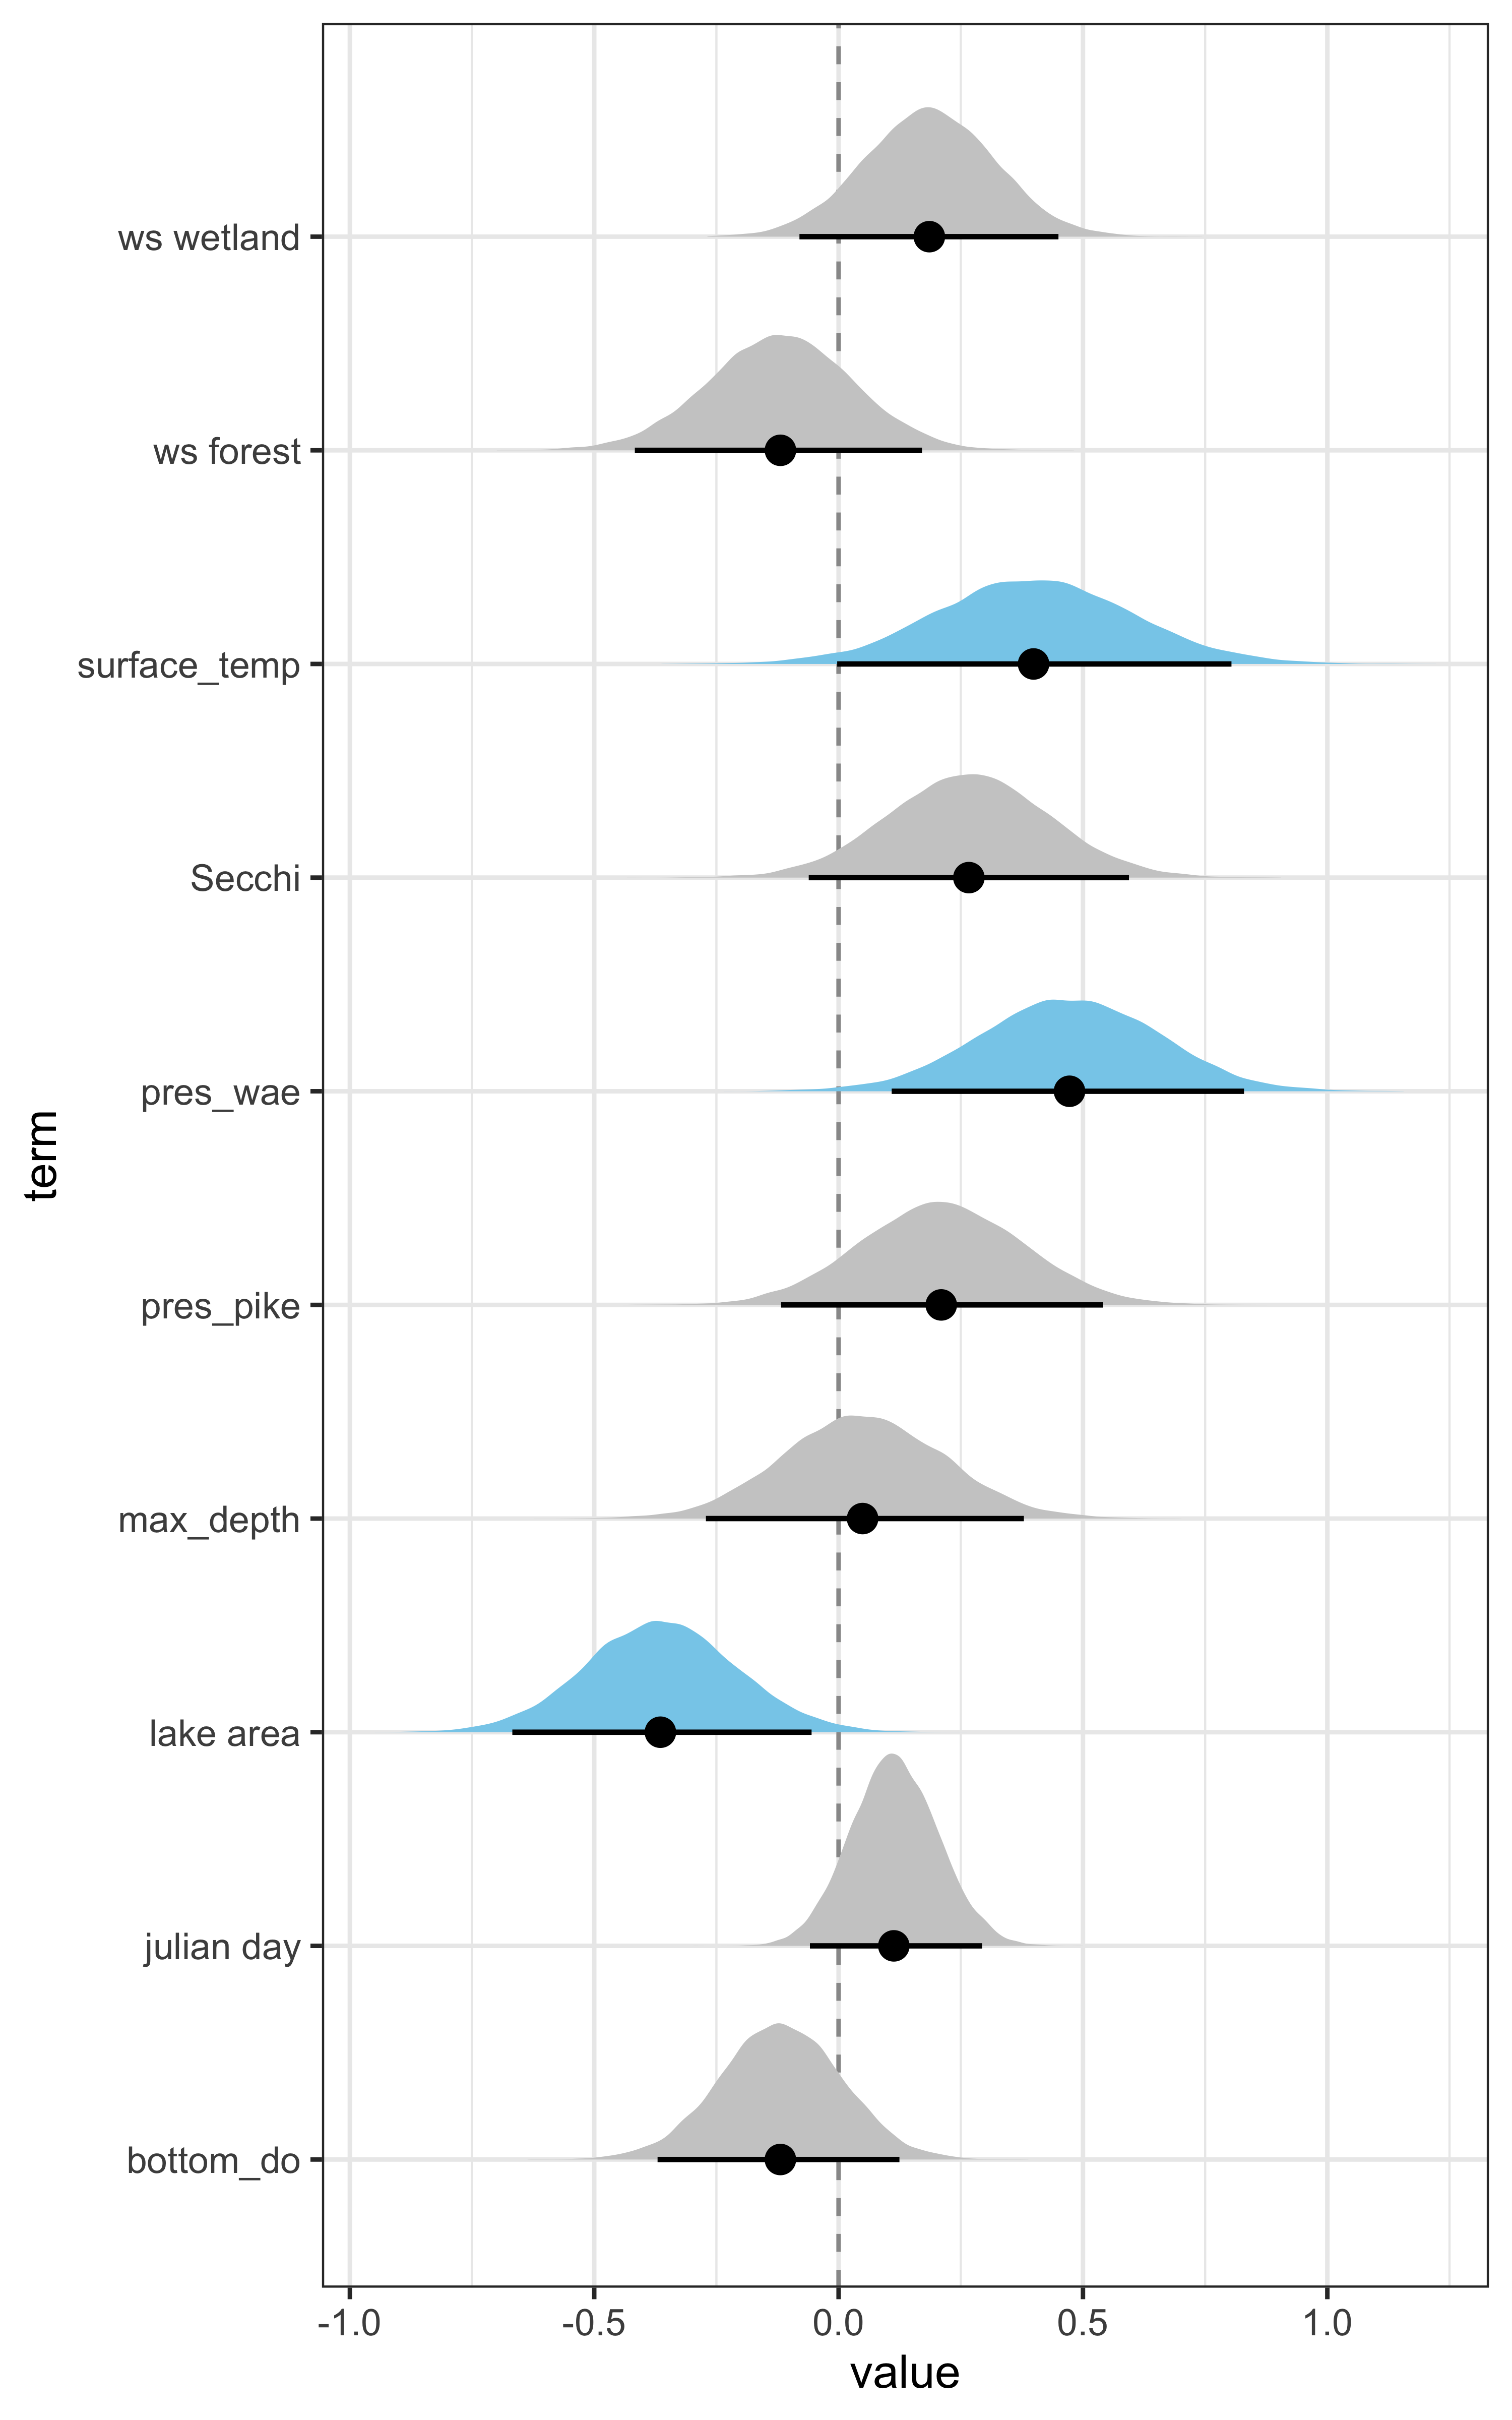 ws wetland
ws forest
surface_temp
Secchi
pres_wae
term
pres_pike
max_depth
lake area
julian day
bottom_do
-1.0 -0.5 0.0 0.5 1.0
value